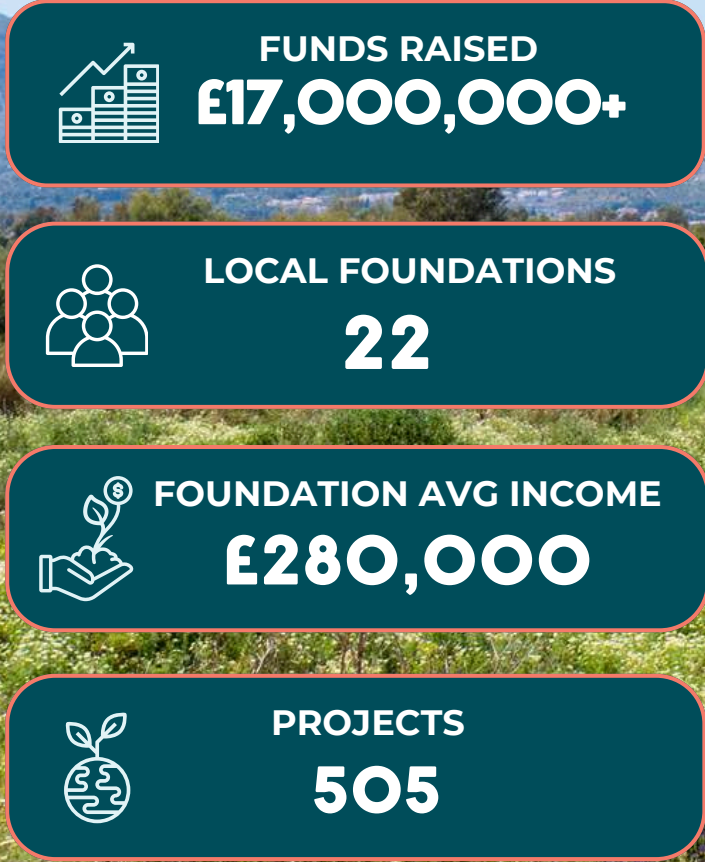 FUNDS RAISED
£17,000,000+
LOCAL FOUNDATIONS
22
$
FOUNDATION AVG INCOME
£280,000
PROJECTS
505